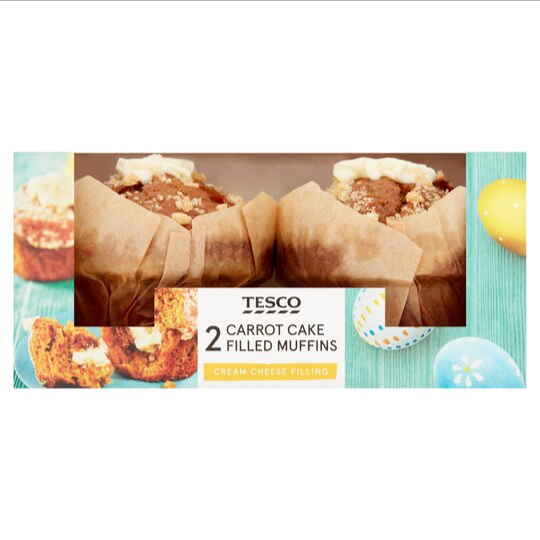 TESCO
2 CARROT CAKE
FILLED MUFFINS
CREAM CHEESE FILLING